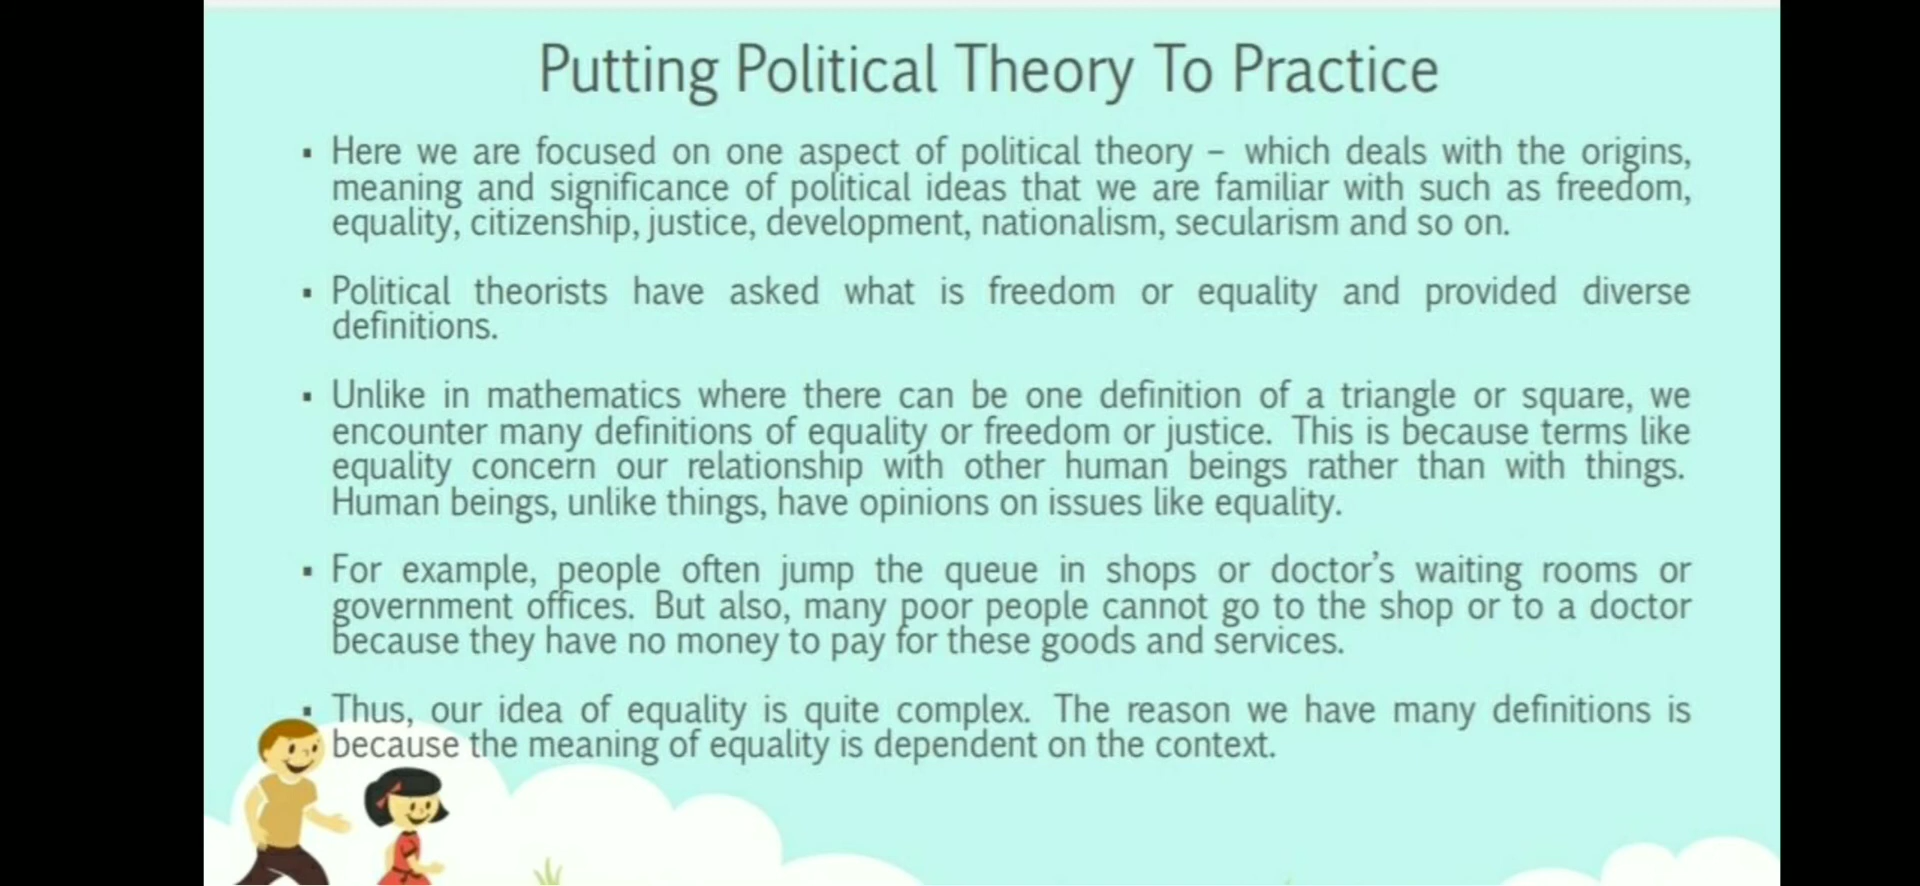 Putting Political Theory To Practice
▪ Here we are focused on one aspect of political theory – which deals with the origins,
meaning and significance of political ideas that we are familiar with such as freedom,
equality, citizenship, justice, development, nationalism, secularism and so on.
▪ Political theorists have asked what is freedom or equality and provided diverse
definitions.
▪ Unlike in mathematics where there can be one definition of a triangle or square, we
encounter many definitions of equality or freedom or justice. This is because terms like
equality concern our relationship with other human beings rather than with things.
Human beings, unlike things, have opinions on issues like equality.
▪ For example, people often jump the queue in shops or doctor's waiting rooms or
government offices. But also, many poor people cannot go to the shop or to a doctor
because they have no money to pay for these goods and services.
▪ Thus, our idea of equality is quite complex. The reason we have many definitions is
because the meaning of equality is dependent on the context.